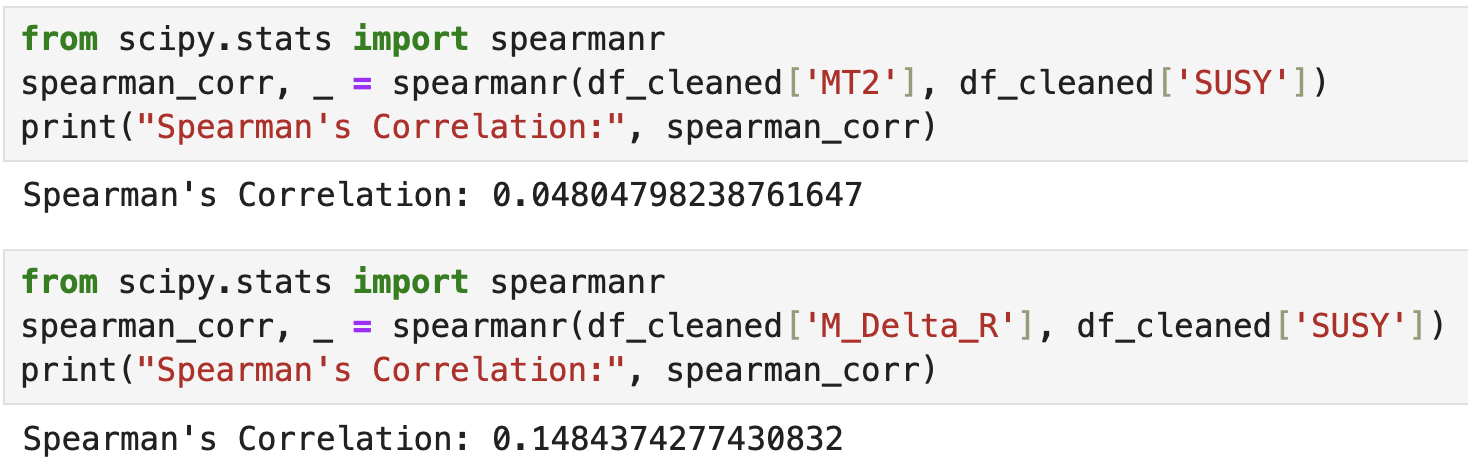 from scipy.stats import spearmanr
spearman_corr, _ = spearmanr(df_cleaned['MT2'], df_cleaned['SUSY'])
print("Spearman's Correlation:", spearman_corr)
Spearman's Correlation: 0.04804798238761647
from scipy.stats import spearmanr
spearman_corr, _ = spearmanr(df_cleaned['M_Delta_R'], df_cleaned['SUSY'])
print("Spearman's Correlation:", spearman_corr)
Spearman's Correlation: 0.1484374277430832